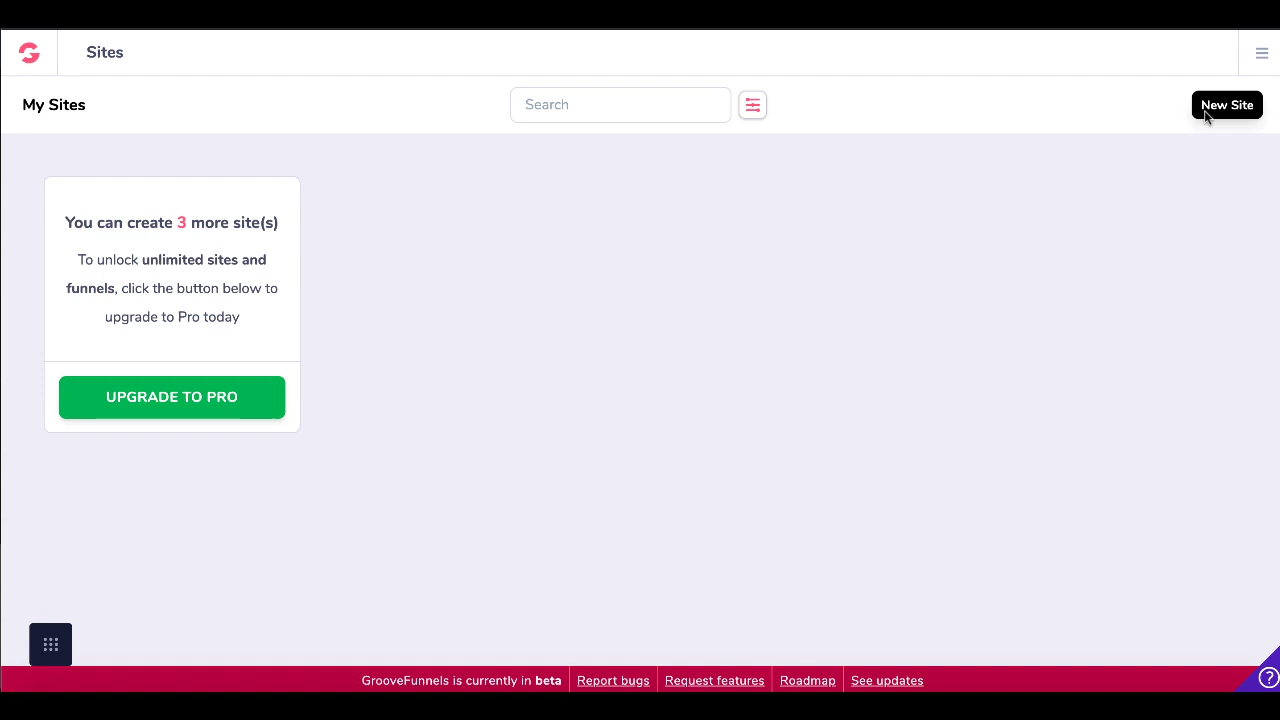 Sites
My Sites
Search
New Site
You can create 3 more site(s)
To unlock unlimited sites and
funnels, click the button below to
upgrade to Pro today
UPGRADE TO PRO
GrooveFunnels is currently in beta
Report bugs
Request features
Roadmap
See updates
?